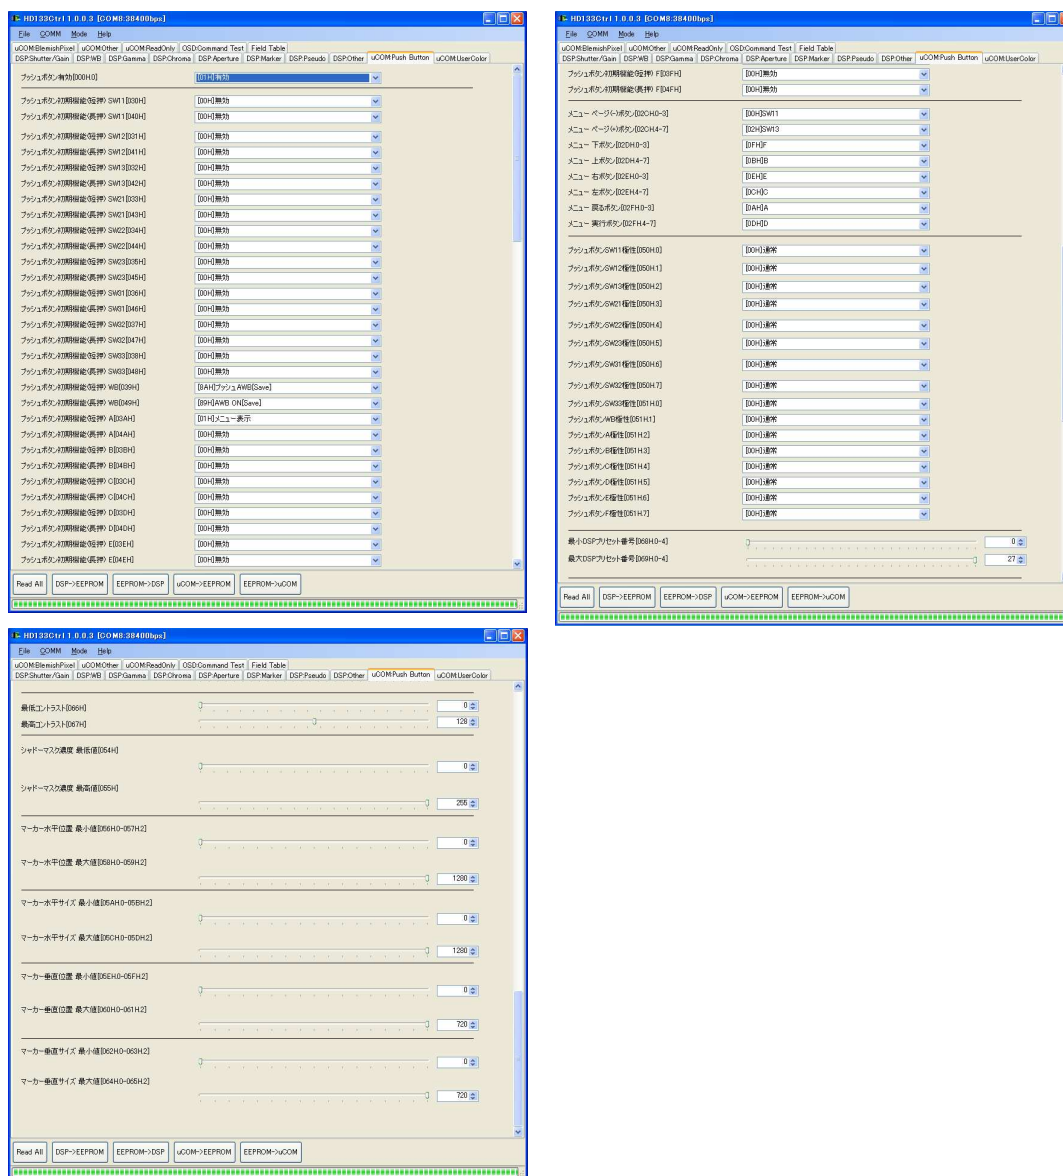 HD133Ctrl 1.0.0.3 [COM8:38400bps]
File COMM Mode Help
uCOM:BlemishPixel uCOM:Other uCOM:ReadOnly OSD:Command Test Field Table
DSP:Shutter/Gain DSP:WB DSP:Gamma DSP:Chroma DSP:Aperture DSP:Marker DSP:Pseudo DSP:Other uCOM:Push Button uCOM:UserColor
プッシュボタン有効[000H.0] [01H]有効
プッシュボタン初期機能(短押) SW11[030H] [00H]無効
プッシュボタン初期機能(長押) SW11[040H] [00H]無効
プッシュボタン初期機能(短押) SW12[031H] [00H]無効
プッシュボタン初期機能(長押) SW12[041H] [00H]無効
プッシュボタン初期機能(短押) SW13[032H] [00H]無効
プッシュボタン初期機能(長押) SW13[042H] [00H]無効
プッシュボタン初期機能(短押) SW21[033H] [00H]無効
プッシュボタン初期機能(長押) SW21[043H] [00H]無効
プッシュボタン初期機能(短押) SW22[034H] [00H]無効
プッシュボタン初期機能(長押) SW22[044H] [00H]無効
プッシュボタン初期機能(短押) SW23[035H] [00H]無効
プッシュボタン初期機能(長押) SW23[045H] [00H]無効
プッシュボタン初期機能(短押) SW31[036H] [00H]無効
プッシュボタン初期機能(長押) SW31[046H] [00H]無効
プッシュボタン初期機能(短押) SW32[037H] [00H]無効
プッシュボタン初期機能(長押) SW32[047H] [00H]無効
プッシュボタン初期機能(短押) SW33[038H] [00H]無効
プッシュボタン初期機能(長押) SW33[048H] [00H]無効
プッシュボタン初期機能(短押) WB[039H] [8AH]プッシュAWB[Save]
プッシュボタン初期機能(長押) WB[049H] [89H]AWB ON[Save]
プッシュボタン初期機能(短押) A[03AH] [01H]メニュー表示
プッシュボタン初期機能(長押) A[04AH] [00H]無効
プッシュボタン初期機能(短押) B[03BH] [00H]無効
プッシュボタン初期機能(長押) B[04BH] [00H]無効
プッシュボタン初期機能(短押) C[03CH] [00H]無効
プッシュボタン初期機能(長押) C[04CH] [00H]無効
プッシュボタン初期機能(短押) D[03DH] [00H]無効
プッシュボタン初期機能(長押) D[04DH] [00H]無効
プッシュボタン初期機能(短押) E[03EH] [00H]無効
プッシュボタン初期機能(長押) E[04EH] [00H]無効
Read All DSP->EEPROM EEPROM->DSP uCOM->EEPROM EEPROM->uCOM
HD133Ctrl 1.0.0.3 [COM8:38400bps]
File COMM Mode Help
uCOM:BlemishPixel uCOM:Other uCOM:ReadOnly OSD:Command Test Field Table
DSP:Shutter/Gain DSP:WB DSP:Gamma DSP:Chroma DSP:Aperture DSP:Marker DSP:Pseudo DSP:Other uCOM:Push Button uCOM:UserColor
プッシュボタン初期機能(短押) F[03FH] [00H]無効
プッシュボタン初期機能(長押) F[04FH] [00H]無効
メニュー ページ(-)ボタン[02CH.0-3] [00H]SW11
メニュー ページ(+)ボタン[02CH.4-7] [02H]SW13
メニュー 下ボタン[02DH.0-3] [0FH]F
メニュー 上ボタン[02DH.4-7] [0BH]B
メニュー 右ボタン[02EH.0-3] [0EH]E
メニュー 左ボタン[02EH.4-7] [0CH]C
メニュー 戻るボタン[02FH.0-3] [0AH]A
メニュー 実行ボタン[02FH.4-7] [0DH]D
プッシュボタンSW11極性[050H.0] [00H]通常
プッシュボタンSW12極性[050H.1] [00H]通常
プッシュボタンSW13極性[050H.2] [00H]通常
プッシュボタンSW21極性[050H.3] [00H]通常
プッシュボタンSW22極性[050H.4] [00H]通常
プッシュボタンSW23極性[050H.5] [00H]通常
プッシュボタンSW31極性[050H.6] [00H]通常
プッシュボタンSW32極性[050H.7] [00H]通常
プッシュボタンSW33極性[051H.0] [00H]通常
プッシュボタンWB極性[051H.1] [00H]通常
プッシュボタンA極性[051H.2] [00H]通常
プッシュボタンB極性[051H.3] [00H]通常
プッシュボタンC極性[051H.4] [00H]通常
プッシュボタンD極性[051H.5] [00H]通常
プッシュボタンE極性[051H.6] [00H]通常
プッシュボタンF極性[051H.7] [00H]通常
最小DSPプリセット番号[068H.0-4] 0
最大DSPプリセット番号[069H.0-4] 27
Read All DSP->EEPROM EEPROM->DSP uCOM->EEPROM EEPROM->uCOM
HD133Ctrl 1.0.0.3 [COM8:38400bps]
File COMM Mode Help
uCOM:BlemishPixel uCOM:Other uCOM:ReadOnly OSD:Command Test Field Table
DSP:Shutter/Gain DSP:WB DSP:Gamma DSP:Chroma DSP:Aperture DSP:Marker DSP:Pseudo DSP:Other uCOM:Push Button uCOM:UserColor
最低コントラスト[066H] 0
最高コントラスト[067H] 128
シャドーマスク濃度 最低値[054H]
0
シャドーマスク濃度 最高値[055H]
255
マーカー水平位置 最小値[056H.0-057H.2]
0
マーカー水平位置 最大値[058H.0-059H.2]
1280
マーカー水平サイズ 最小値[05AH.0-05BH.2]
0
マーカー水平サイズ 最大値[05CH.0-05DH.2]
1280
マーカー垂直位置 最小値[05EH.0-05FH.2]
0
マーカー垂直位置 最大値[060H.0-061H.2]
720
マーカー垂直サイズ 最小値[062H.0-063H.2]
0
マーカー垂直サイズ 最大値[064H.0-065H.2]
720
Read All DSP->EEPROM EEPROM->DSP uCOM->EEPROM EEPROM->uCOM